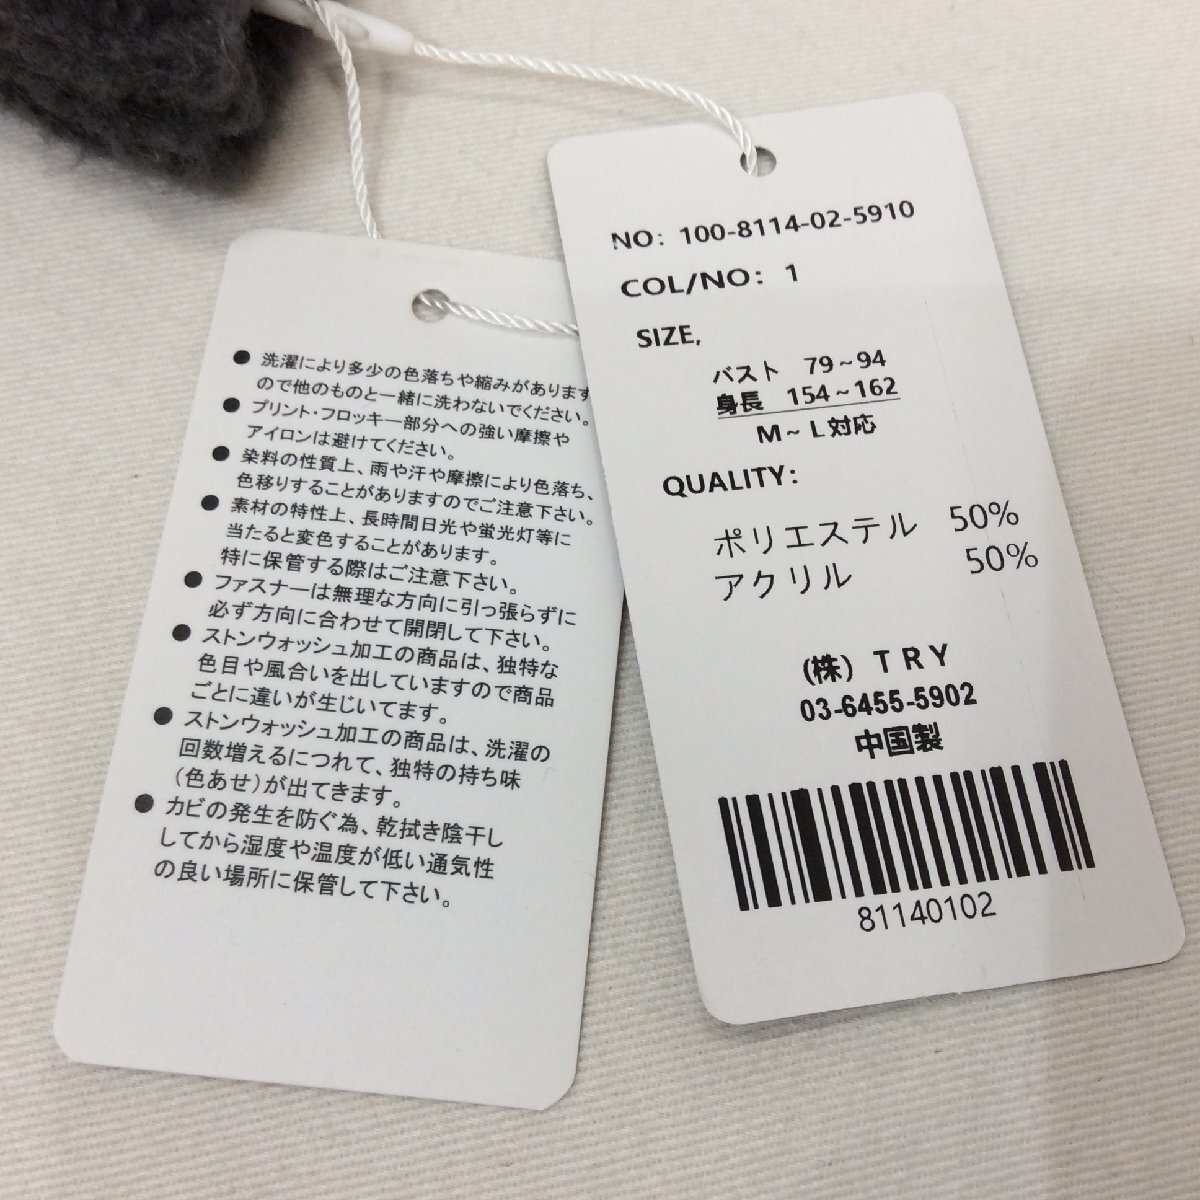 ● 洗濯により多少の色落ちや縮みがあります
ので他のものと一緒に洗わないでください。
● プリント・フロッキー部分への強い摩擦や
アイロンは避けてください。
● 染料の性質上、雨や汗や摩擦により色落ち、
色移りすることがありますのでご注意下さい。
● 素材の特性上、長時間日光や蛍光灯等に
当たると変色することがあります。
特に保管する際はご注意下さい。
● ファスナーは無理な方向に引っ張らずに
必ず方向に合わせて開閉して下さい。
● ストンウォッシュ加工の商品は、独特な
色目や風合いを出していますので商品
ごとに違いが生じいてます。
● ストンウォッシュ加工の商品は、洗濯の
回数増えるにつれて、独特の持ち味
(色あせ)が出てきます。
● カビの発生を防ぐ為、乾拭き陰干し
してから湿度や温度が低い通気性
の良い場所に保管して下さい。
NO: 100-8114-02-5910
COL/NO: 1
SIZE,
バスト 79~94
身長 154~162
M~L対応
QUALITY:
ポリエステル 50%
アクリル 50%
(株) TRY
03-6455-5902
中国製
81140102